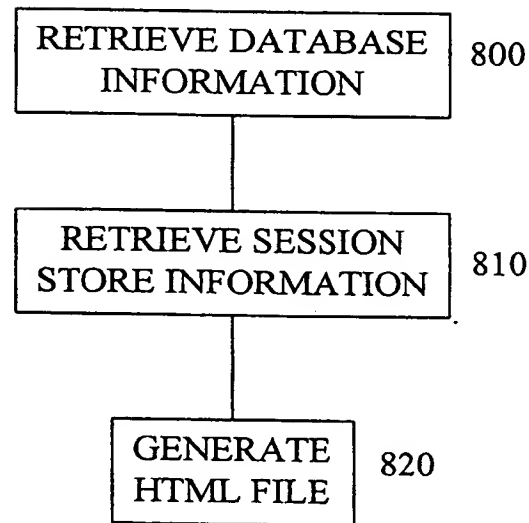 RETRIEVE DATABASE
INFORMATION
800
RETRIEVE SESSION
STORE INFORMATION
810
GENERATE
HTML FILE
820